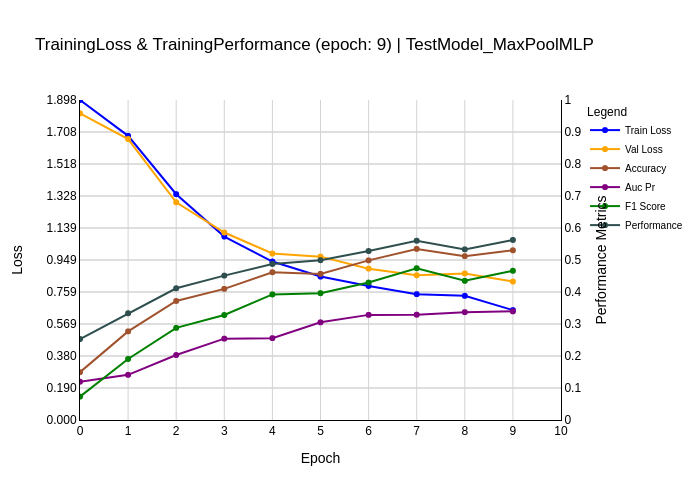 TrainingLoss & TrainingPerformance (epoch: 9) | TestModel_MaxPoolMLP
Legend
Train Loss
Val Loss
Accuracy
Auc Pr
F1 Score
Performance
Loss
1.898
1.708
1.518
1.328
1.139
0.949
0.759
0.569
0.380
0.190
0.000
1
0.9
0.8
0.7
0.6
0.5
0.4
0.3
0.2
0.1
0
Performance Metrics
0 1 2 3 4 5 6 7 8 9 10
Epoch